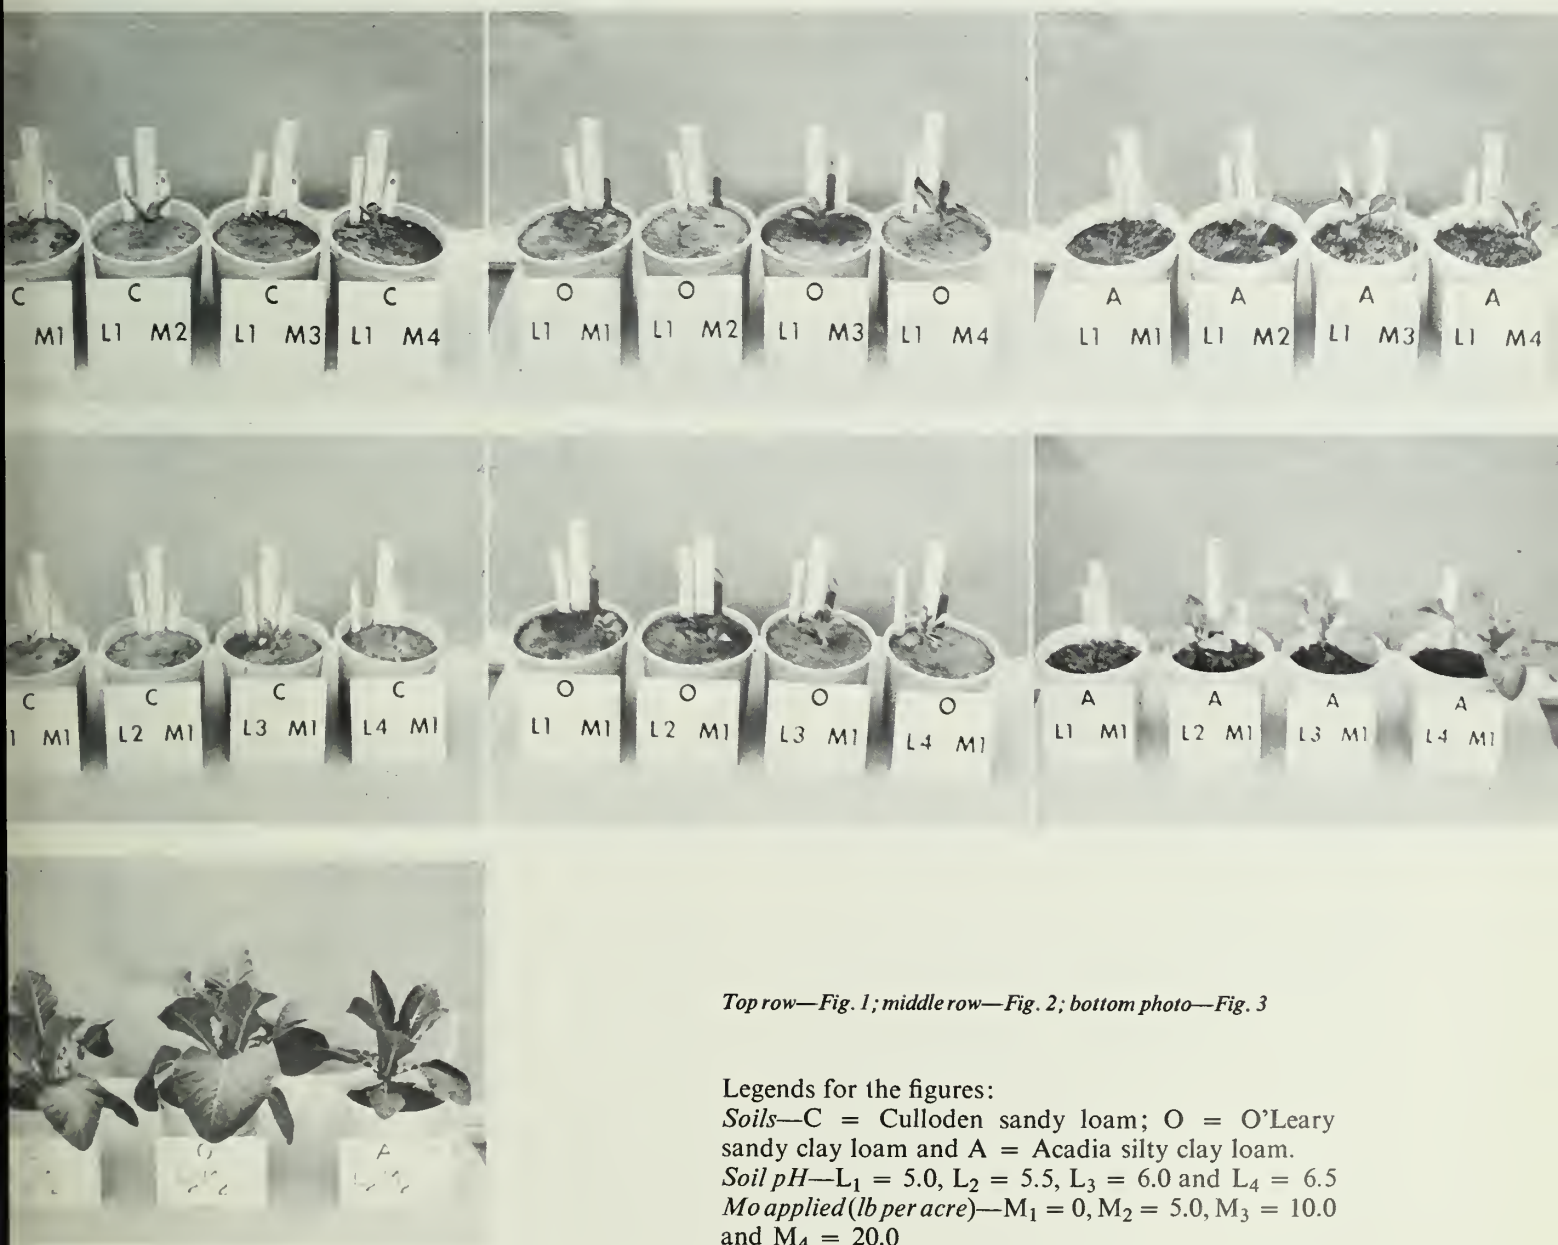 C C C C
M1 L1 M2 L1 M3 L1 M4
O O O O
L1 M1 L1 M2 L1 M3 L1 M4
A A A A
L1 M1 L1 M2 L1 M3 L1 M4
C C C C
1 M1 L2 M1 L3 M1 L4 M1
O O O O
L1 M1 L2 M1 L3 M1 L4 M1
A A A A
L1 M1 L2 M1 L3 M1 L4 M1
O A
Top row—Fig. 1; middle row—Fig. 2; bottom photo—Fig. 3
Legends for the figures:
Soils—C = Culloden sandy loam; O = O'Leary
sandy clay loam and A = Acadia silty clay loam.
Soil pH—L₁ = 5.0, L₂ = 5.5, L₃ = 6.0 and L₄ = 6.5
Mo applied (lb per acre)—M₁ = 0, M₂ = 5.0, M₃ = 10.0
and M₄ = 20.0